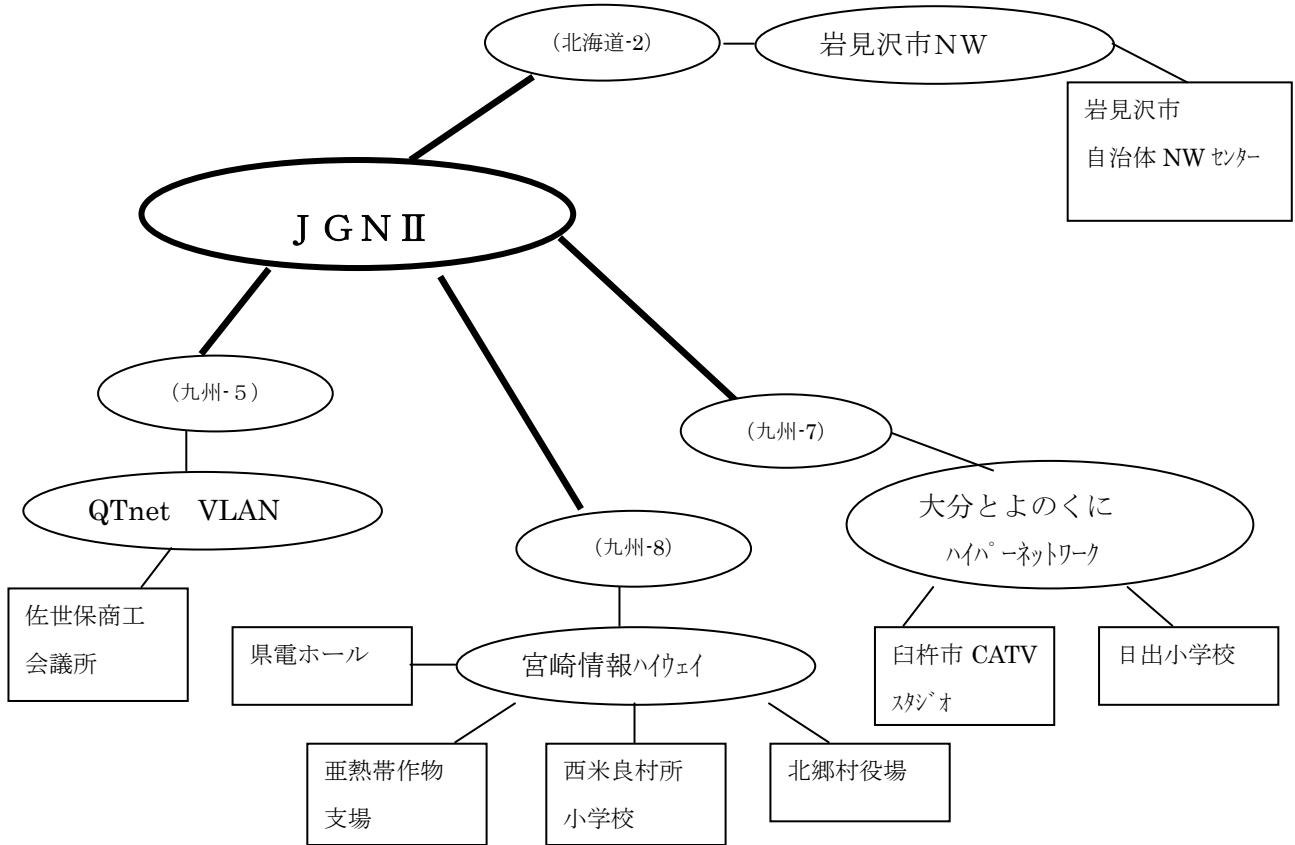 （北海道-2）
岩見沢市ＮＷ
岩見沢市
自治体 NW ｾﾝﾀｰ
ＪＧＮⅡ
（九州-５）
（九州-7）
QTnet　VLAN
大分とよのくに
ﾊｲﾊﾟｰネットワーク
（九州-8）
佐世保商工
会議所
県電ホール
宮崎情報ﾊｲｳｪｲ
臼杵市 CATV
ｽﾀｼﾞｵ
日出小学校
亜熱帯作物
支場
西米良村所
小学校
北郷村役場